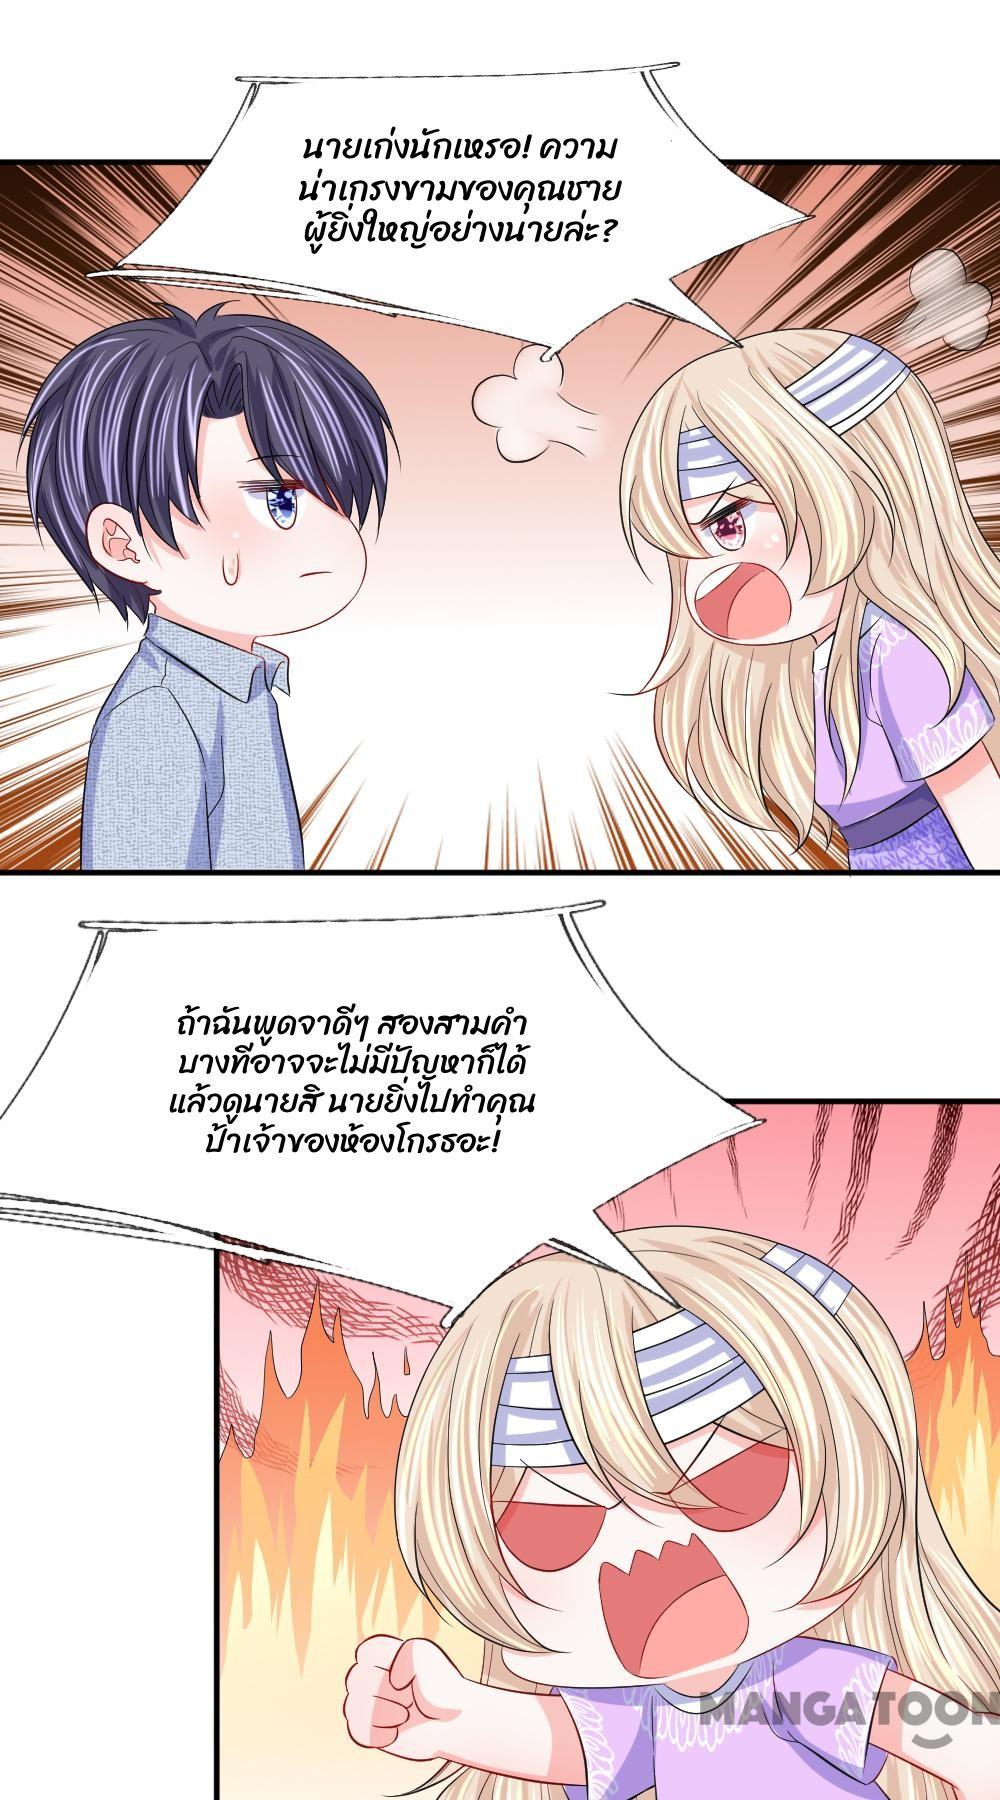 นายเก่งนักเหรอ! ความ
น่าเกรงขามของคุณชาย
ผู้ยิ่งใหญ่อย่างนายล่ะ?
ถ้าฉันพูดจาดีๆ สองสามคำ
บางทีอาจจะไม่มีปัญหาก็ได้
แล้วดูนายสิ นายยิ่งไปทำคุณ
ป้าเจ้าของห้องโกรธอะ!
MANGATOON